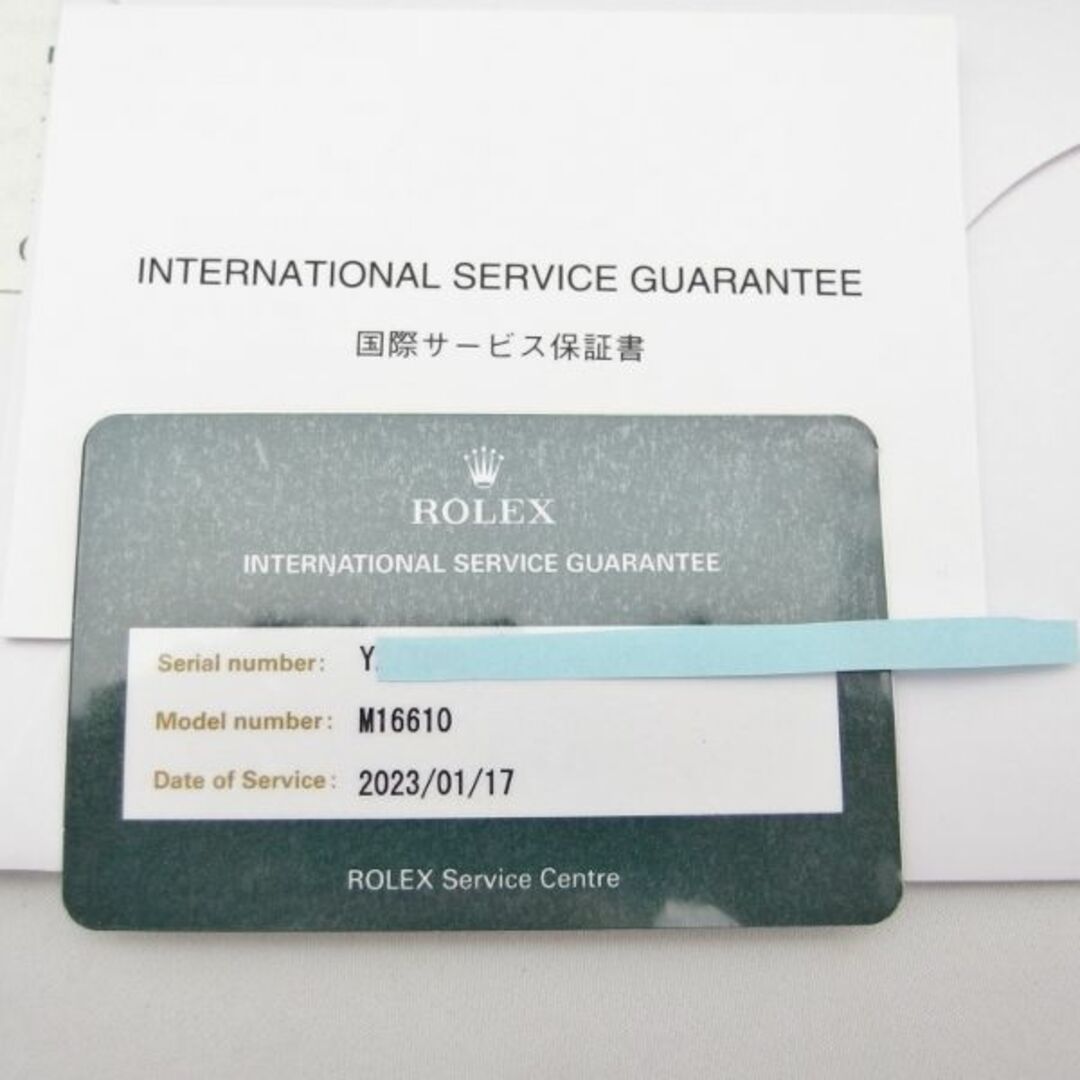 INTERNATIONAL SERVICE GUARANTEE
国際サービス保証書
ROLEX
INTERNATIONAL SERVICE GUARANTEE
Serial number: Y
Model number: M16610
Date of Service: 2023/01/17
ROLEX Service Centre